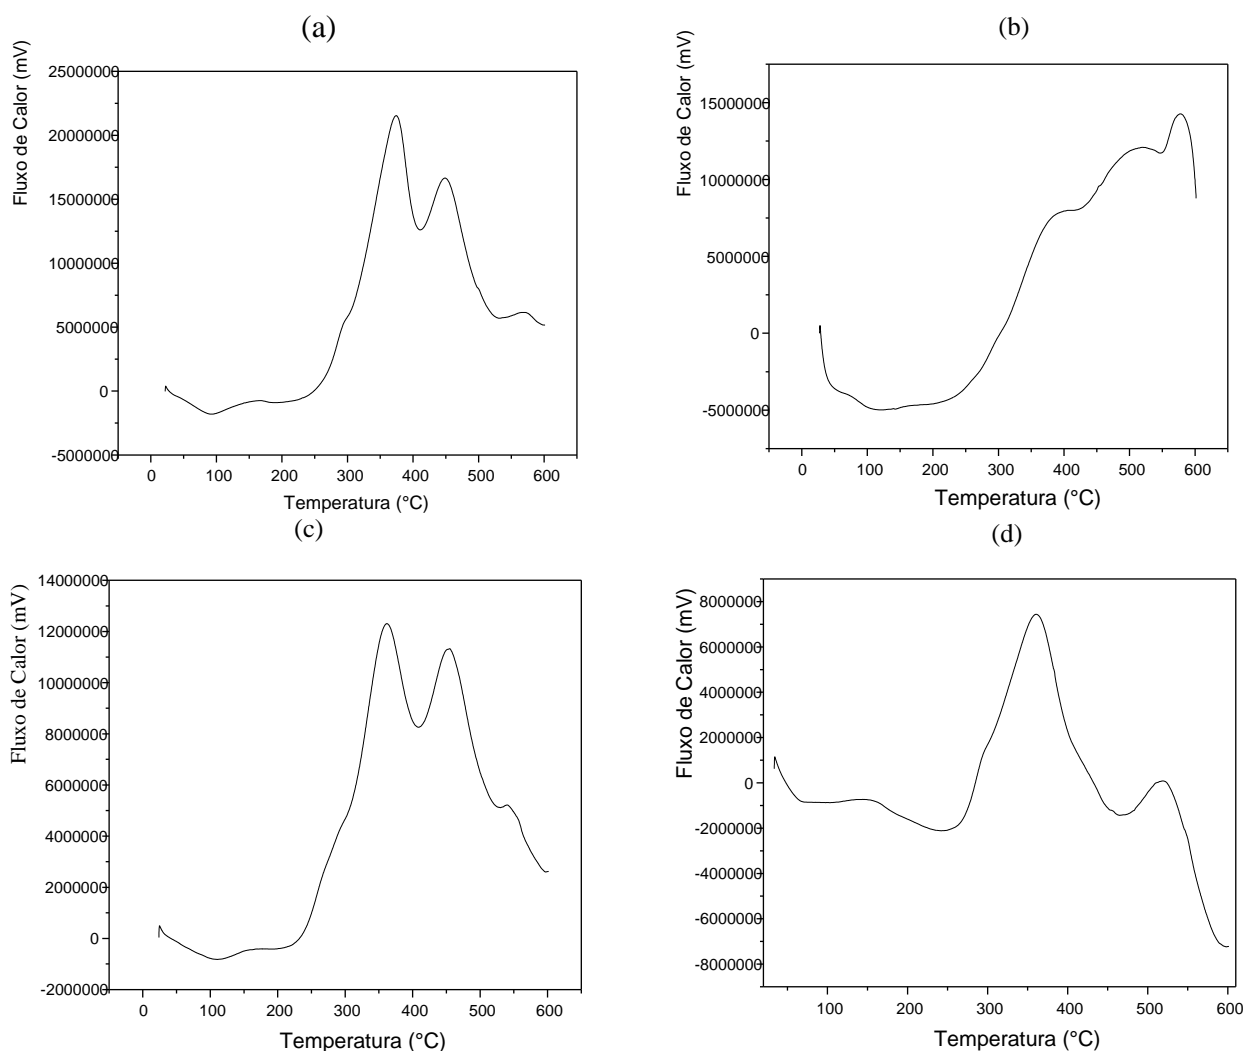 (a)
Fluxo de Calor (mV)
25000000
20000000
15000000
10000000
5000000
0
-5000000
0 100 200 300 400 500 600
Temperatura (°C)
(b)
Fluxo de Calor (mV)
15000000
10000000
5000000
0
-5000000
0 100 200 300 400 500 600
Temperatura (°C)
(c)
Fluxo de Calor (mV)
14000000
12000000
10000000
8000000
6000000
4000000
2000000
0
-2000000
0 100 200 300 400 500 600
Temperatura (°C)
(d)
Fluxo de Calor (mV)
8000000
6000000
4000000
2000000
0
-2000000
-4000000
-6000000
-8000000
100 200 300 400 500 600
Temperatura (°C)